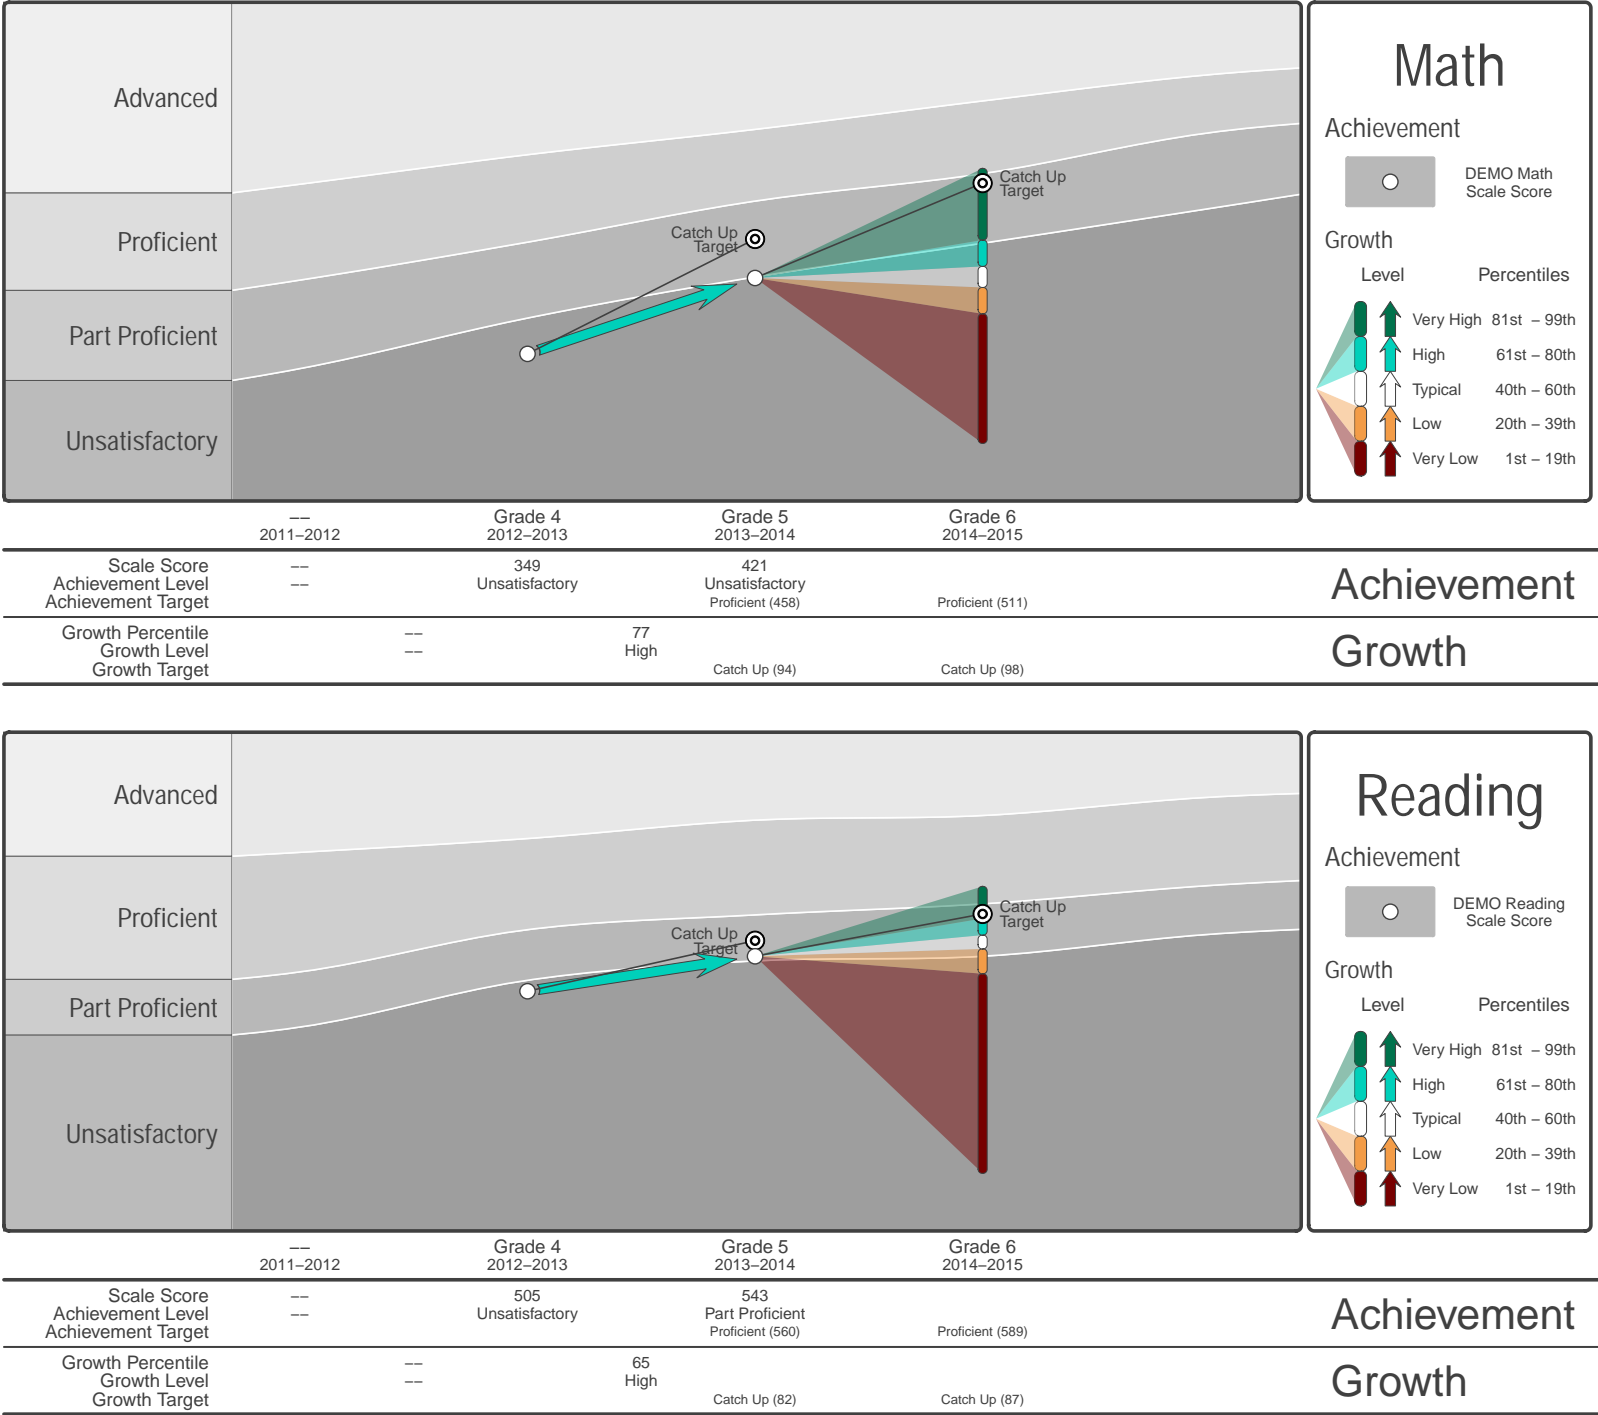 Advanced
Proficient
Part Proficient
Unsatisfactory
Catch Up
Target
Catch Up
Target
Math
Achievement
DEMO Math
Scale Score
Growth
Level Percentiles
Very High 81st – 99th
High 61st – 80th
Typical 40th – 60th
Low 20th – 39th
Very Low 1st – 19th
–– Grade 4 Grade 5 Grade 6
2011–2012 2012–2013 2013–2014 2014–2015
Scale Score –– 349 421
Achievement Level –– Unsatisfactory Unsatisfactory
Achievement Target Proficient (458) Proficient (511)
Achievement
Growth Percentile –– 77
Growth Level –– High
Growth Target Catch Up (94) Catch Up (98)
Growth
Advanced
Proficient
Part Proficient
Unsatisfactory
Catch Up
Target
Catch Up
Target
Reading
Achievement
DEMO Reading
Scale Score
Growth
Level Percentiles
Very High 81st – 99th
High 61st – 80th
Typical 40th – 60th
Low 20th – 39th
Very Low 1st – 19th
–– Grade 4 Grade 5 Grade 6
2011–2012 2012–2013 2013–2014 2014–2015
Scale Score –– 505 543
Achievement Level –– Unsatisfactory Part Proficient
Achievement Target Proficient (560) Proficient (589)
Achievement
Growth Percentile –– 65
Growth Level –– High
Growth Target Catch Up (82) Catch Up (87)
Growth